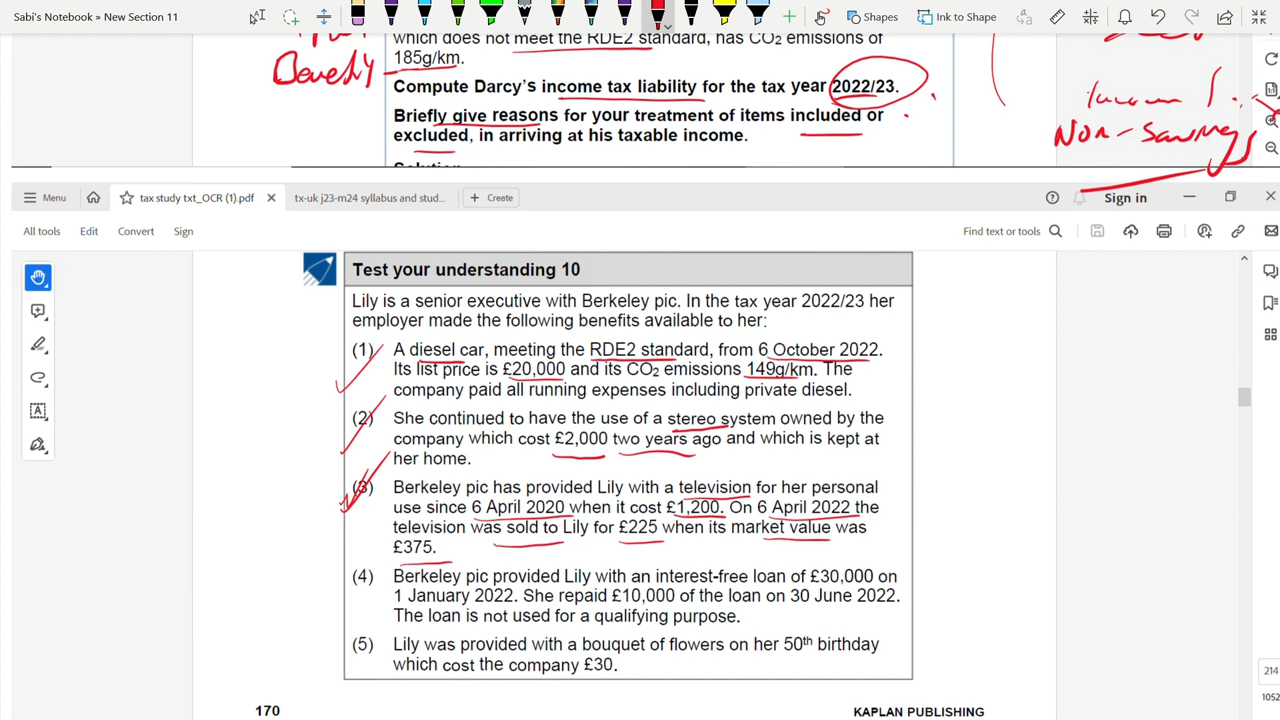 Sabi's Notebook » New Section 11
Shapes
Ink to Shape
which does not meet the RDE2 standard, has CO₂ emissions of
185g/km.
Compute Darcy's income tax liability for the tax year 2022/23.
Briefly give reasons for your treatment of items included or
excluded, in arriving at his taxable income.
Non-Savings
Menu
tax study txt_OCR (1).pdf
tx-uk j23-m24 syllabus and stud...
Create
Sign in
All tools
Edit
Convert
Sign
Find text or tools
Test your understanding 10
Lily is a senior executive with Berkeley pic. In the tax year 2022/23 her
employer made the following benefits available to her:
(1) A diesel car, meeting the RDE2 standard, from 6 October 2022.
Its list price is £20,000 and its CO₂ emissions 149g/km. The
company paid all running expenses including private diesel.
(2) She continued to have the use of a stereo system owned by the
company which cost £2,000 two years ago and which is kept at
her home.
(3) Berkeley pic has provided Lily with a television for her personal
use since 6 April 2020 when it cost £1,200. On 6 April 2022 the
television was sold to Lily for £225 when its market value was
£375.
(4) Berkeley pic provided Lily with an interest-free loan of £30,000 on
1 January 2022. She repaid £10,000 of the loan on 30 June 2022.
The loan is not used for a qualifying purpose.
(5) Lily was provided with a bouquet of flowers on her 50th birthday
which cost the company £30.
214
1052
170
KAPLAN PUBLISHING